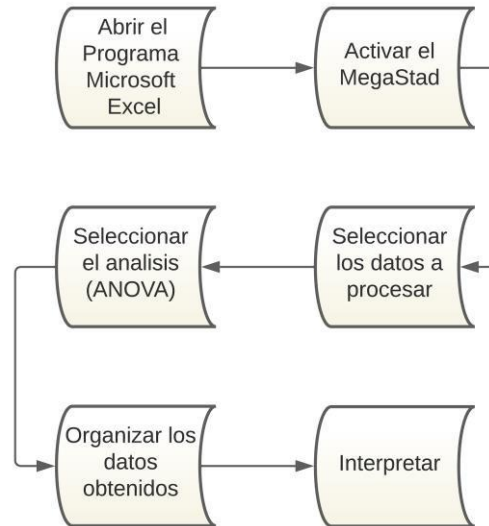 Abrir el
Programa
Microsoft
Excel
Activar el
MegaStad
Seleccionar
el analisis
(ANOVA)
Seleccionar
los datos a
procesar
Organizar los
datos
obtenidos
Interpretar